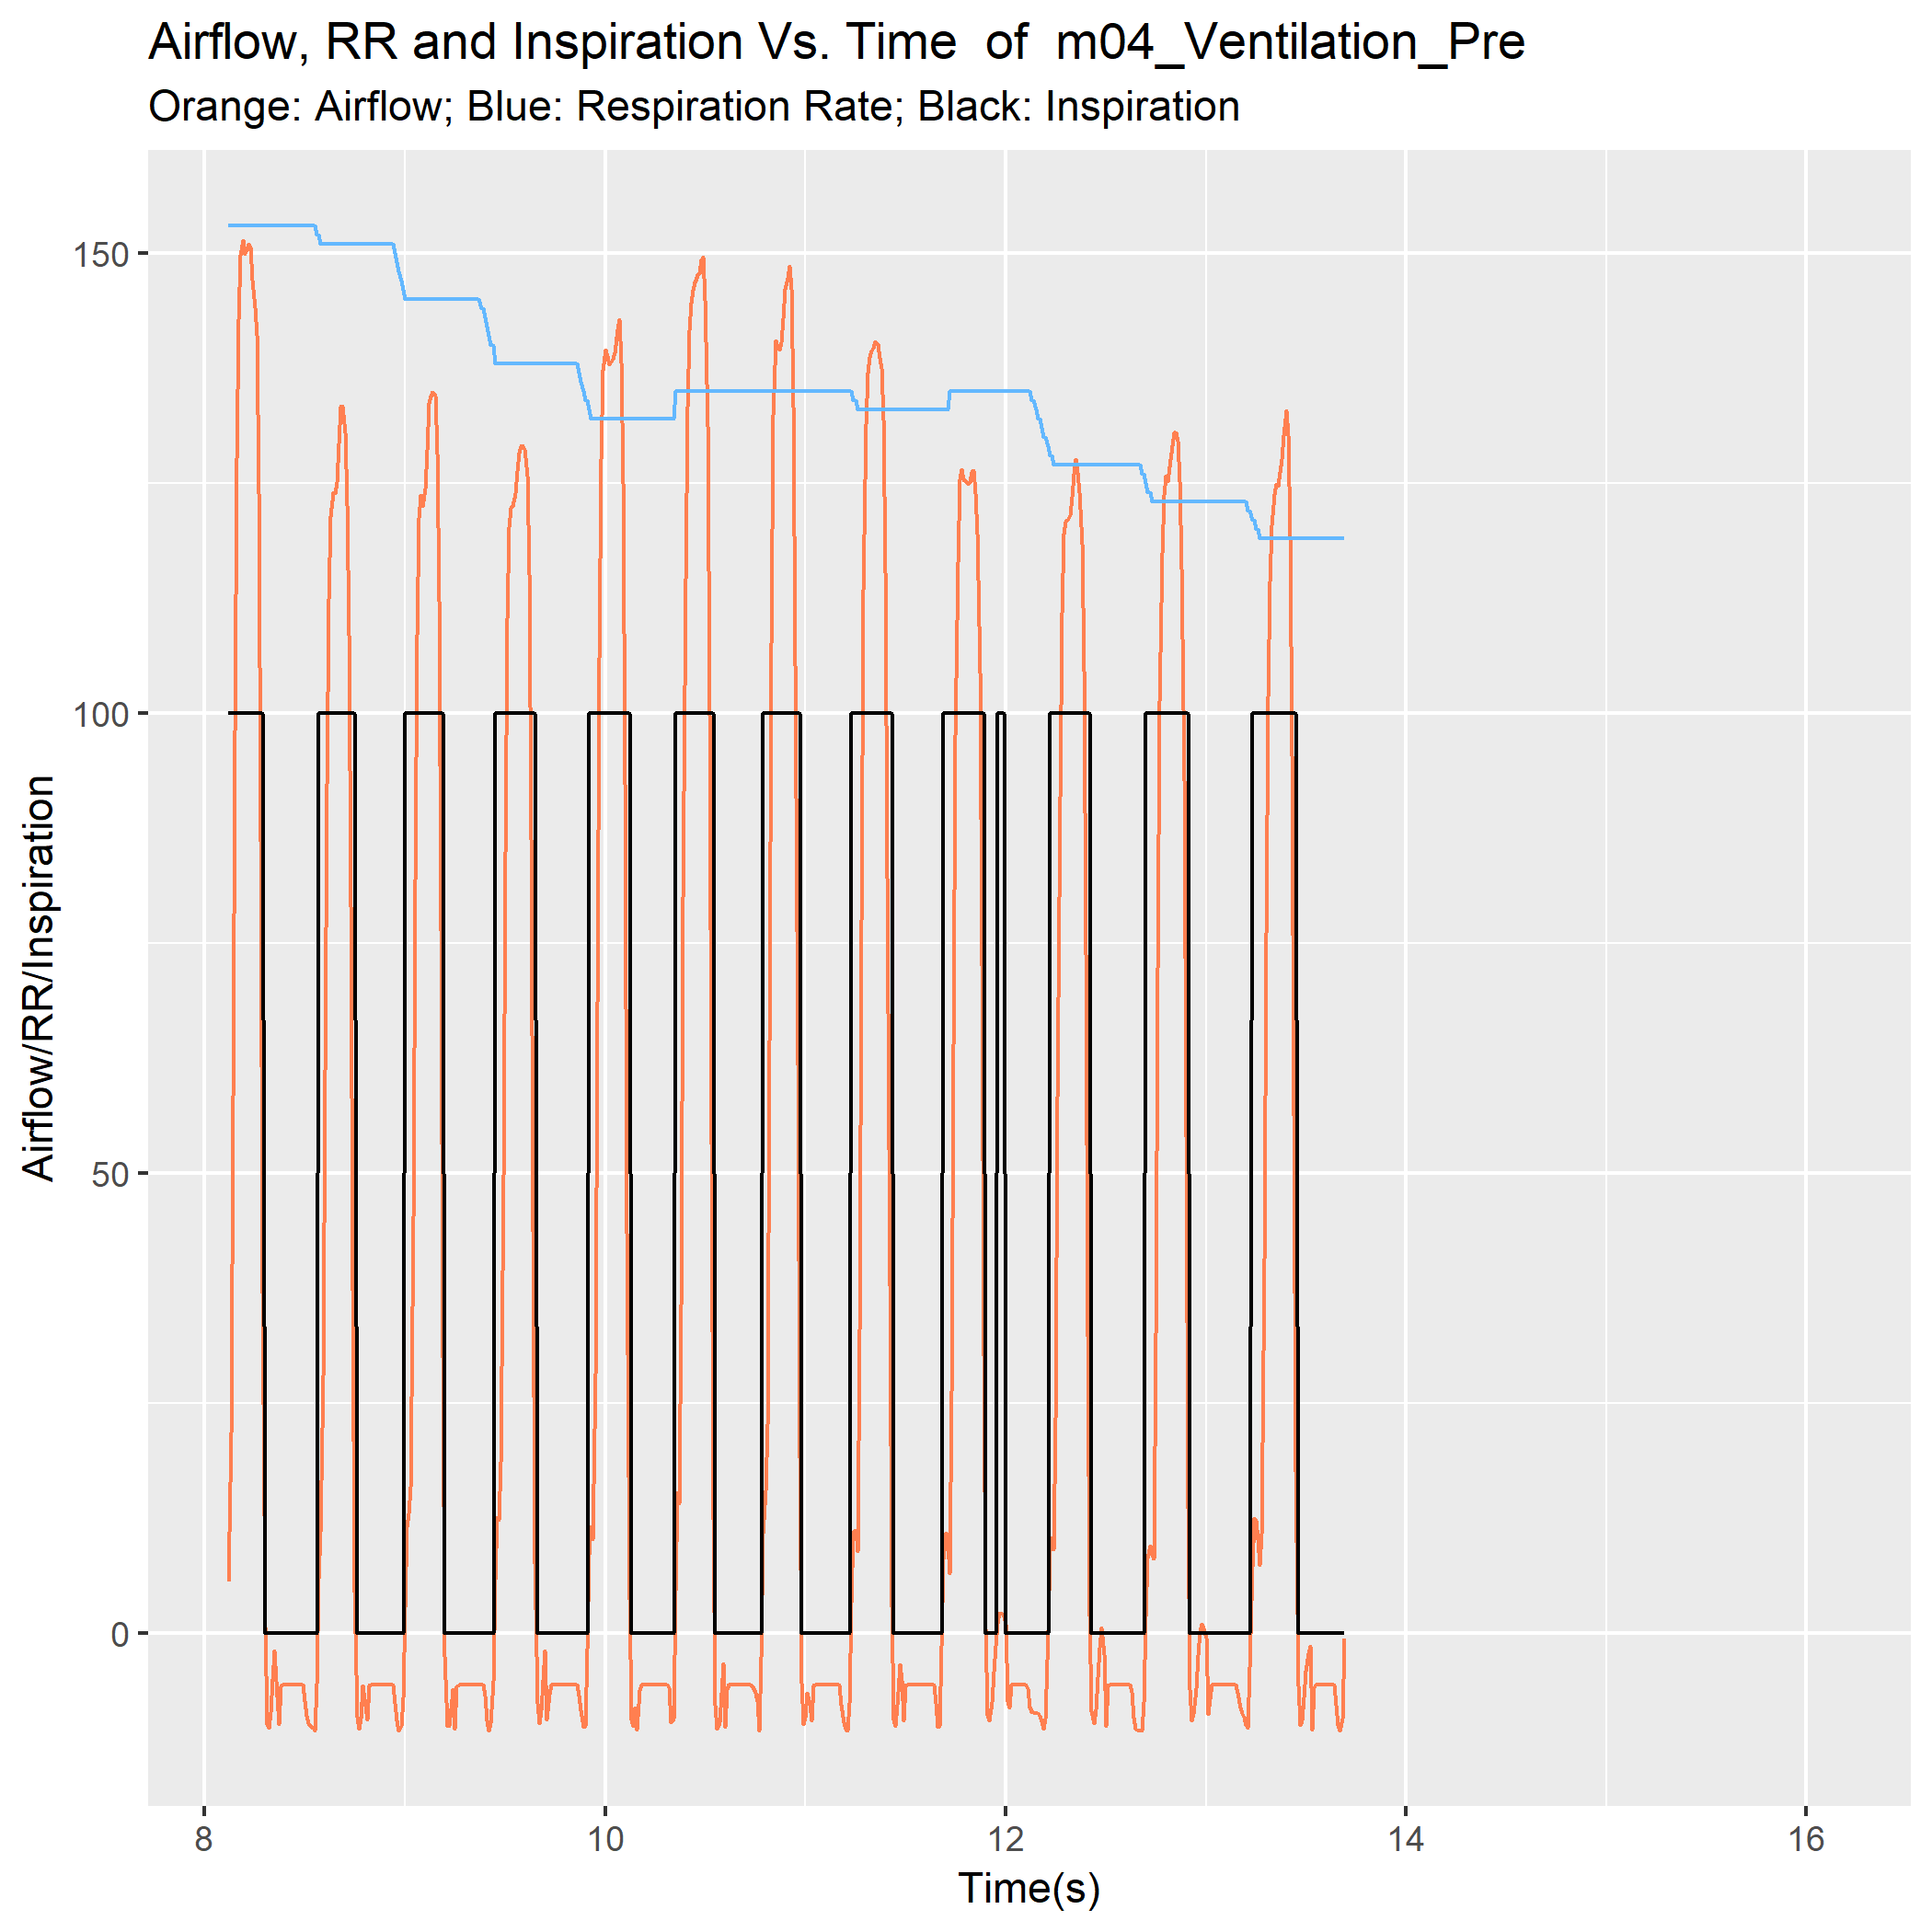 Airflow, RR and Inspiration Vs. Time  of  m04_Ventilation_Pre
Orange: Airflow; Blue: Respiration Rate; Black: Inspiration
Airflow/RR/Inspiration
150
100
50
0
8 10 12 14 16
Time(s)